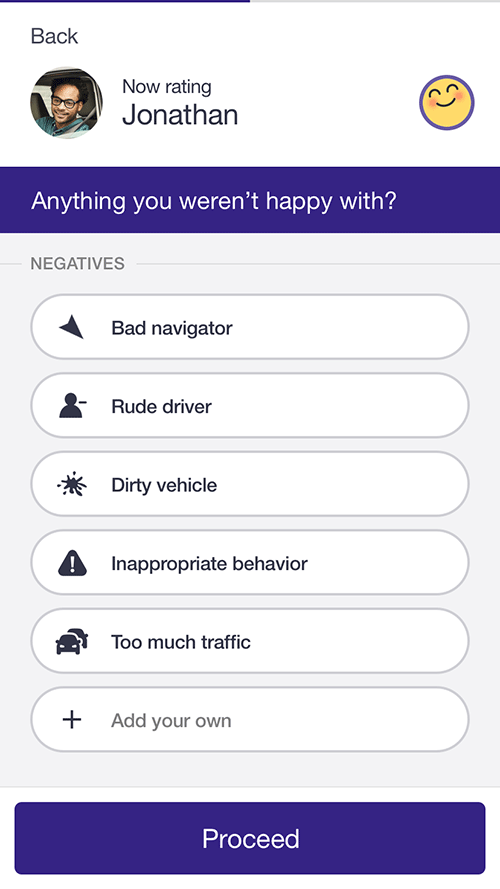 Back
Now rating
Jonathan
Anything you weren’t happy with?
NEGATIVES
Bad navigator
Rude driver
Dirty vehicle
Inappropriate behavior
Too much traffic
Add your own
Proceed